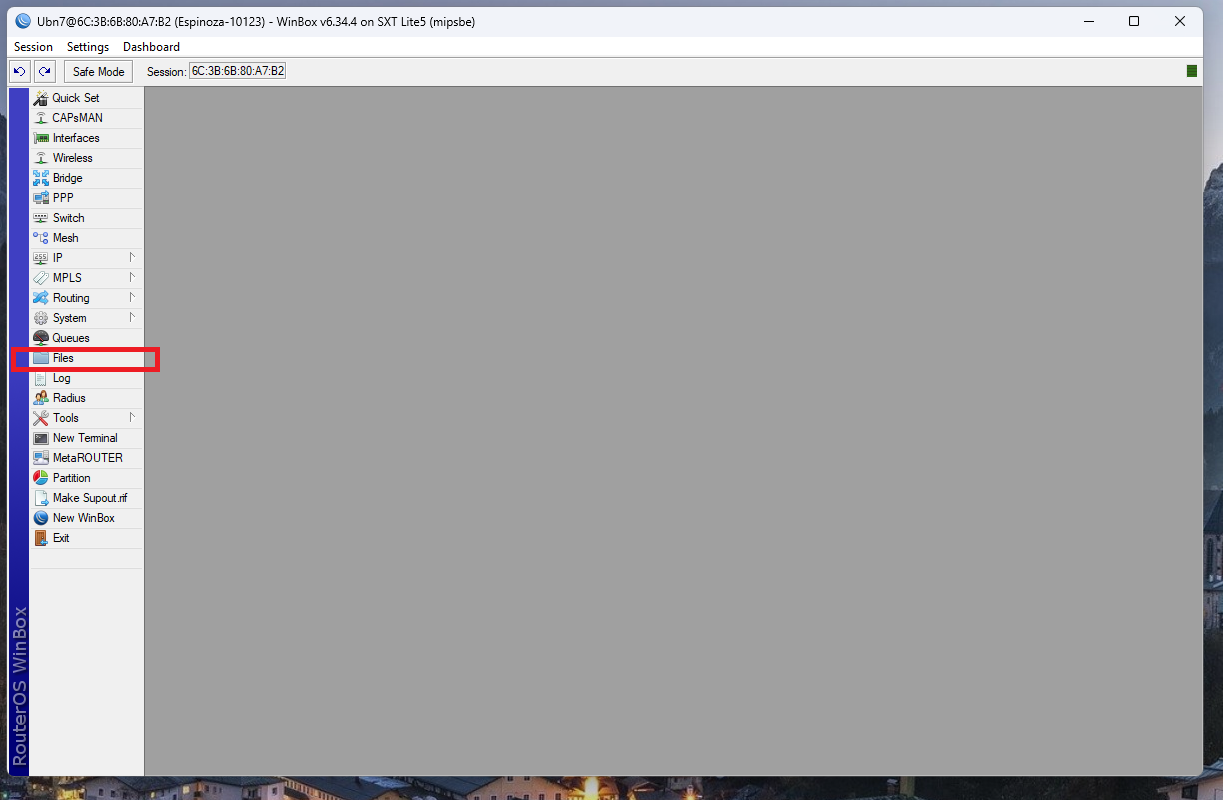 Ubn7@6C:3B:6B:80:A7:B2 (Espinoza-10123) - WinBox v6.34.4 on SXT Lite5 (mipsbe)
Session Settings Dashboard
Safe Mode Session: 6C:3B:6B:80:A7:B2
Quick Set
CAPsMAN
Interfaces
Wireless
Bridge
PPP
Switch
Mesh
255 IP
MPLS
Routing
System
Queues
Files
Log
Radius
Tools
New Terminal
MetaROUTER
Partition
Make Supout.rif
New WinBox
Exit
RouterOS WinBox